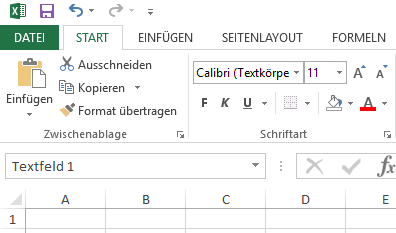 DATEI START EINFÜGEN SEITENLAYOUT FORMELN
Ausschneiden
Kopieren
Format übertragen
Einfügen
Zwischenablage
Calibri (Textkörpe 11 A A
F K U A
Schriftart
Textfeld 1 fx
A B C D E
1